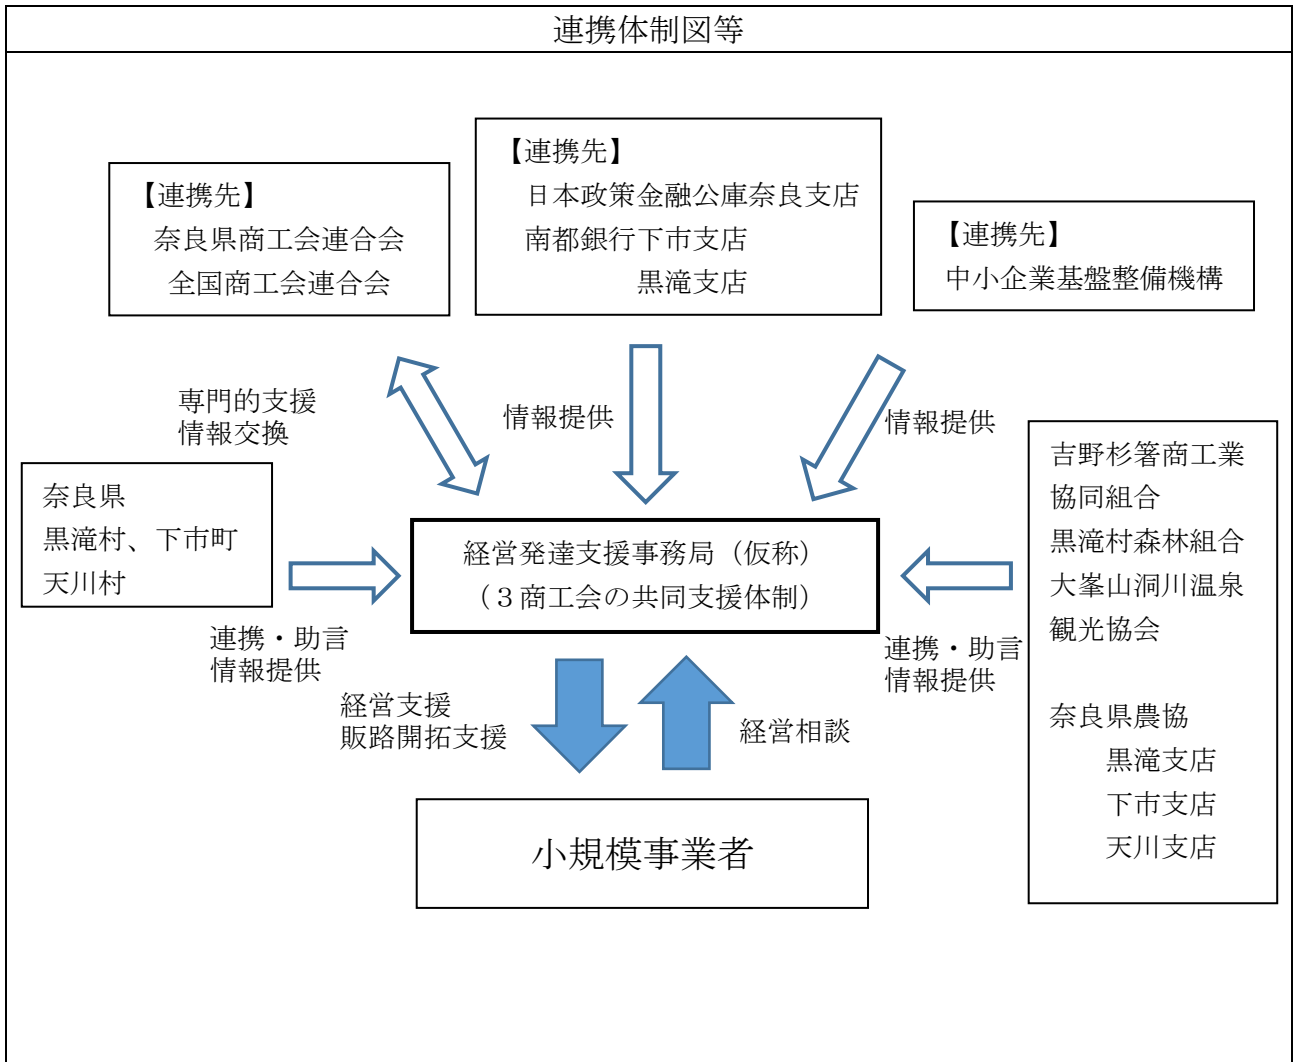 連携体制図等
【連携先】
奈良県商工会連合会
全国商工会連合会
【連携先】
日本政策金融公庫奈良支店
南都銀行下市支店
黒滝支店
【連携先】
中小企業基盤整備機構
専門的支援
情報交換
情報提供
情報提供
奈良県
黒滝村、下市町
天川村
連携・助言
情報提供
経営発達支援事務局（仮称）
（３商工会の共同支援体制）
吉野杉箸商工業
協同組合
黒滝村森林組合
大峯山洞川温泉
観光協会
奈良県農協
黒滝支店
下市支店
天川支店
連携・助言
情報提供
経営支援
販路開拓支援
経営相談
小規模事業者